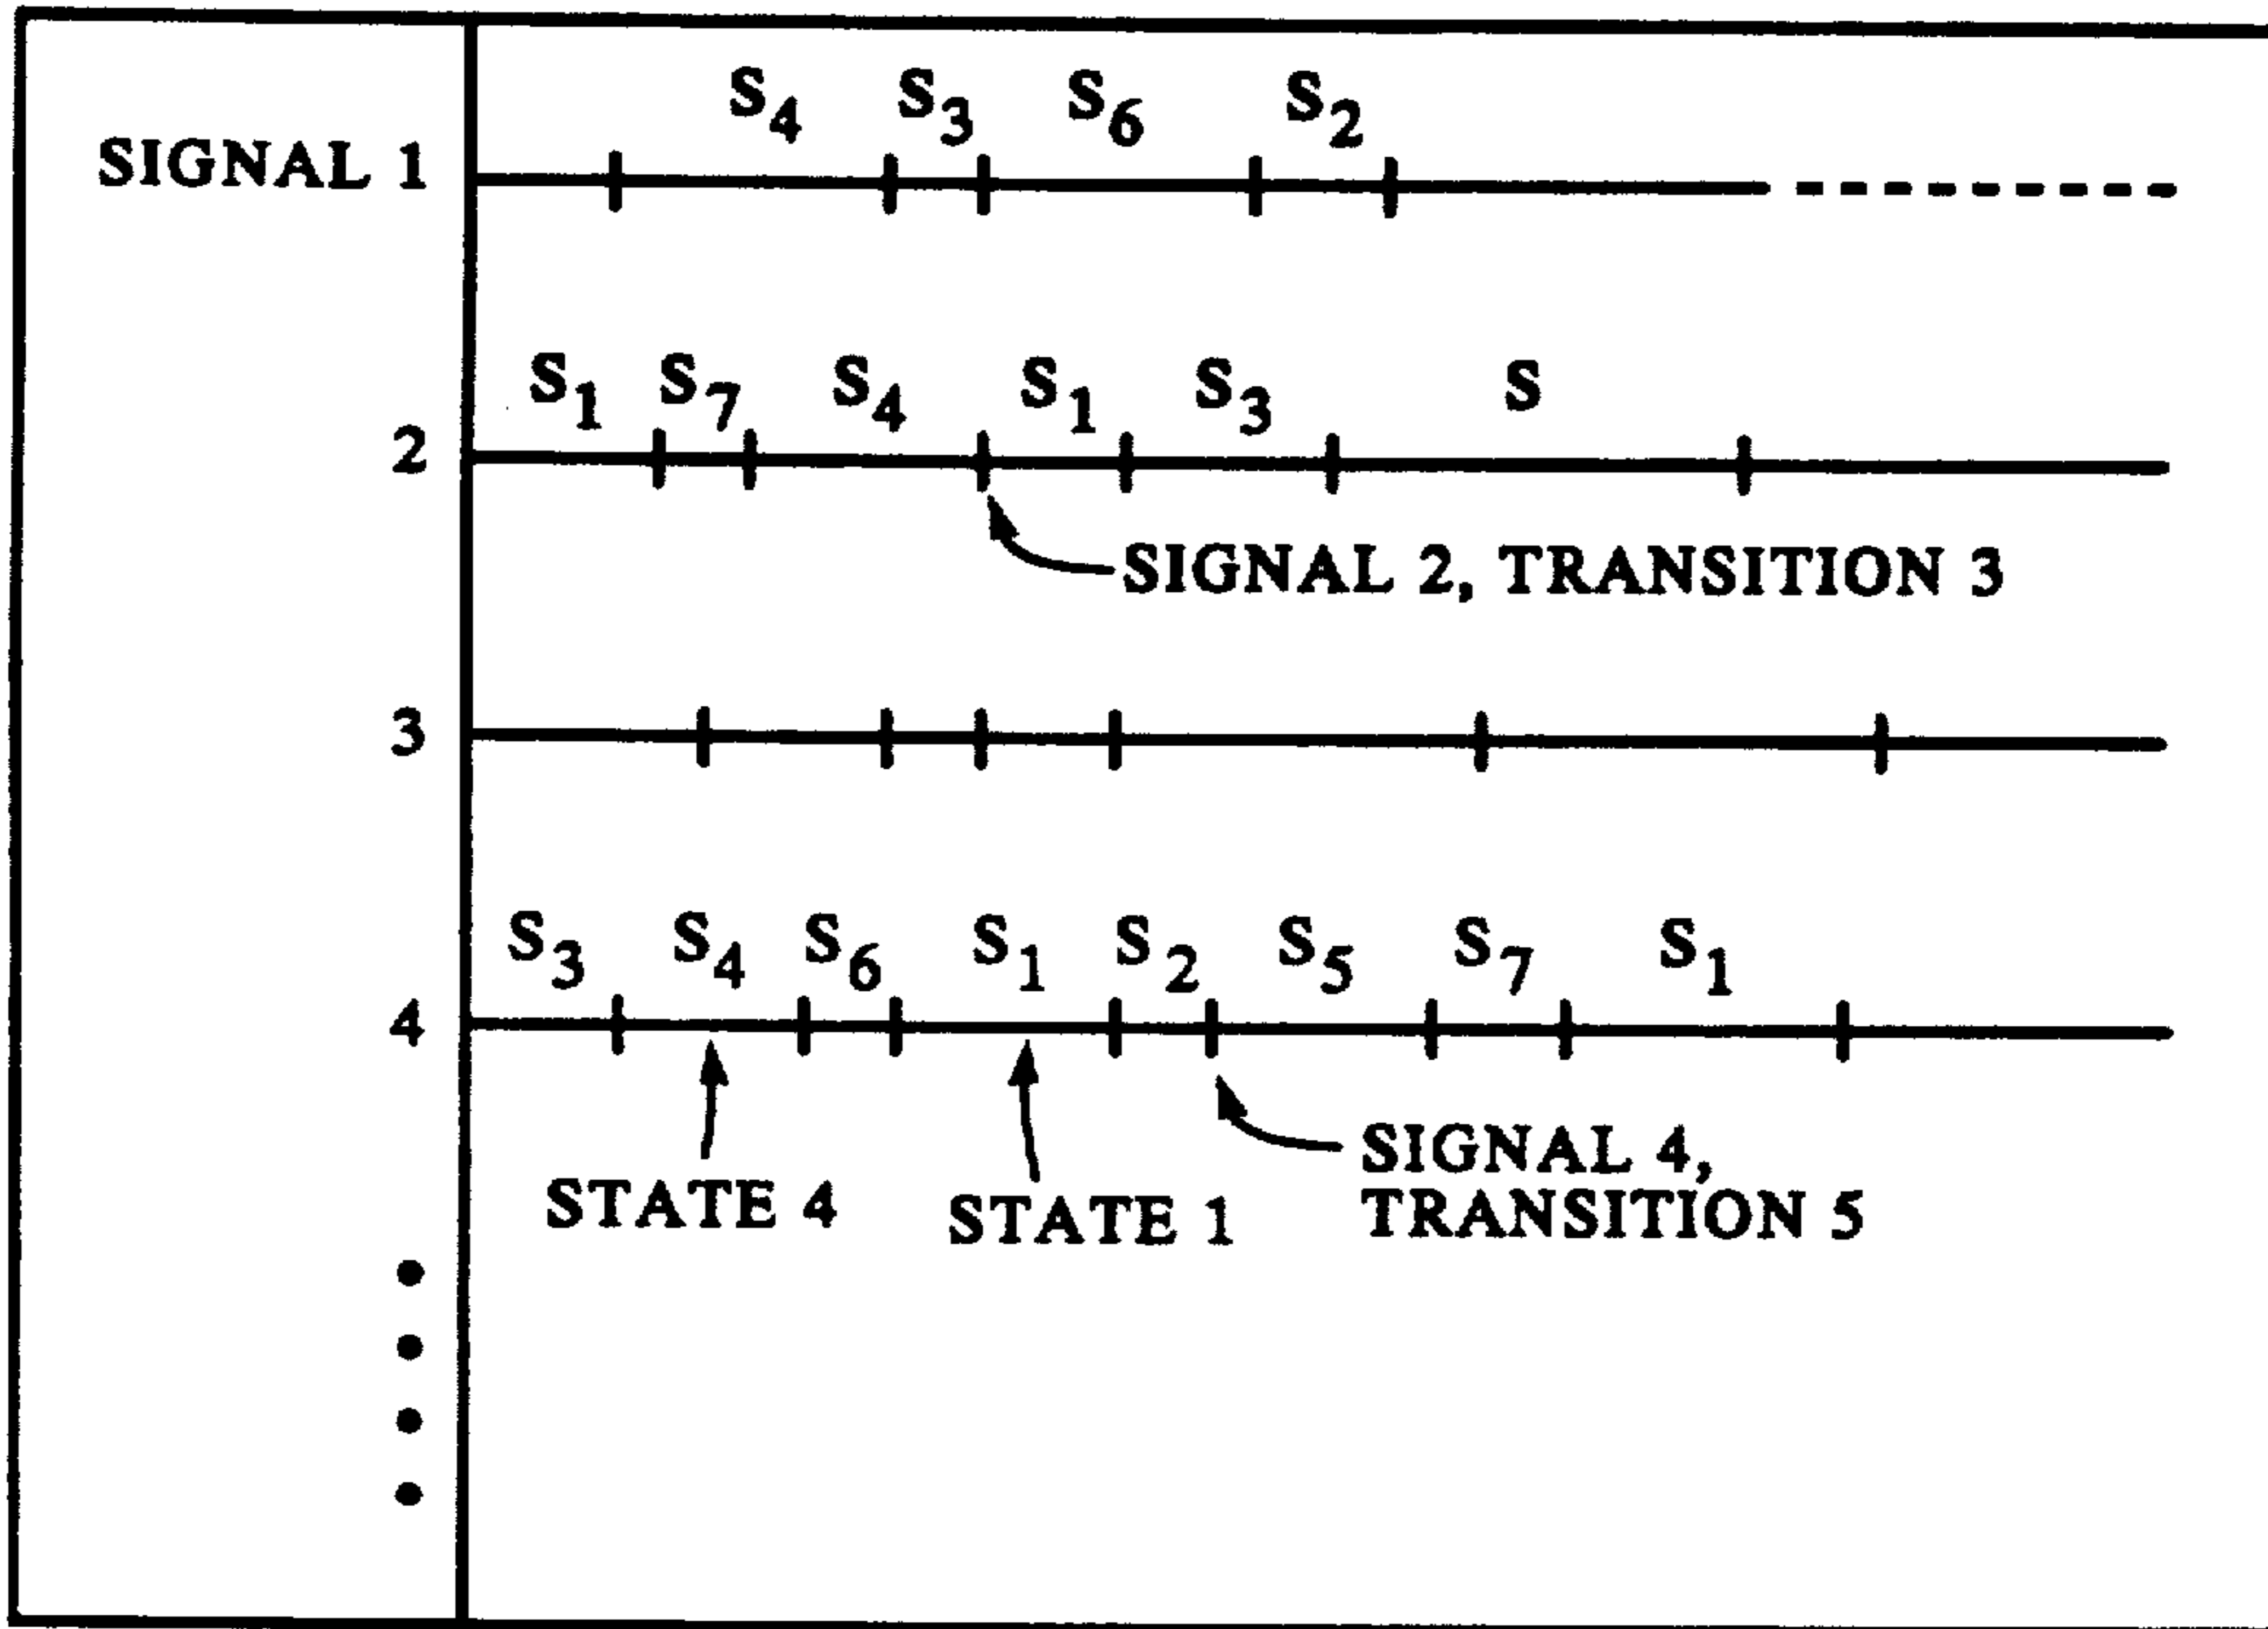 S4 S3 S6 S2
SIGNAL 1
S1 S7 S4 S1 S3 S
2
SIGNAL 2, TRANSITION 3
3
S3 S4 S6 S1 S2 S5 S7 S1
4
STATE 4
STATE 1
SIGNAL 4,
TRANSITION 5